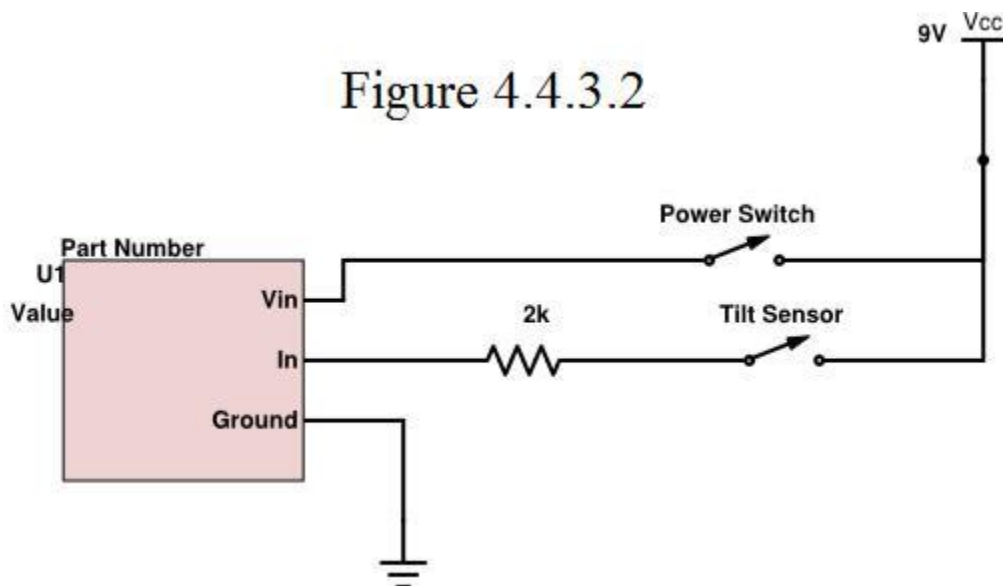 9V Vcc
Figure 4.4.3.2
Power Switch
Part Number
U1
Vin
Value
2k
Tilt Sensor
In
Ground